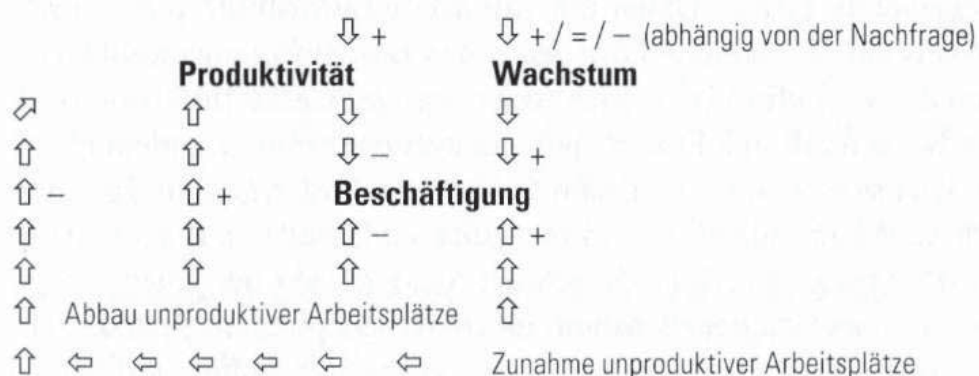 ⇩ + ⇩ + / = / – (abhängig von der Nachfrage)
Produktivität Wachstum
⇗ ⇧ ⇩ ⇩
⇧ ⇧ ⇩ – ⇩ +
⇧ – ⇧ + Beschäftigung
⇧ ⇧ ⇧ – ⇧ +
⇧ ⇧ ⇧ ⇧
⇧ Abbau unproduktiver Arbeitsplätze ⇧
⇧ ⇦ ⇦ ⇦ ⇦ ⇦ ⇦ Zunahme unproduktiver Arbeitsplätze